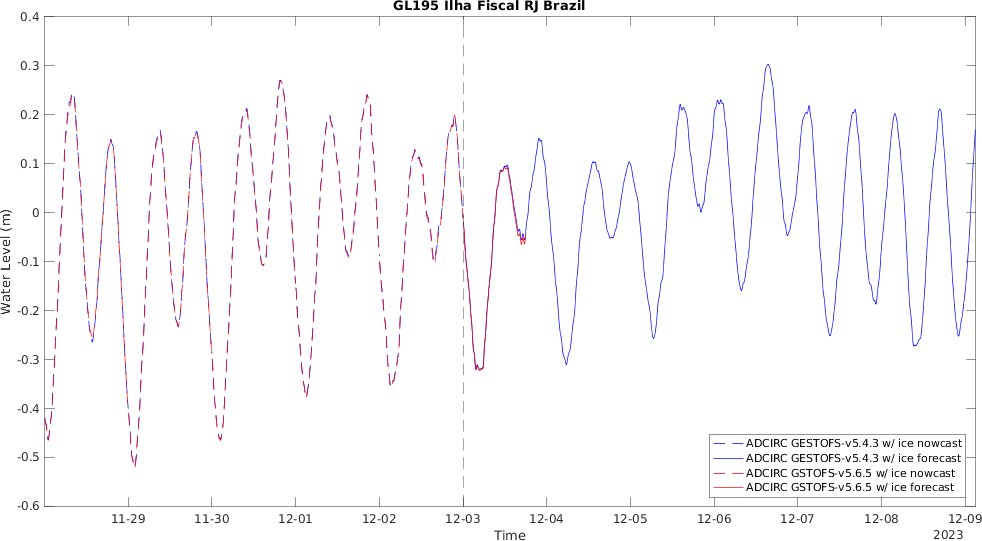 GL195 Ilha Fiscal RJ Brazil
0.4
0.3
0.2
0.1
0
-0.1
-0.2
-0.3
-0.4
-0.5
-0.6
Water Level (m)
ADCIRC GESTOFS-v5.4.3 w/ ice nowcast
ADCIRC GESTOFS-v5.4.3 w/ ice forecast
ADCIRC GSTOFS-v5.6.5 w/ ice nowcast
ADCIRC GSTOFS-v5.6.5 w/ ice forecast
11-29 11-30 12-01 12-02 12-03 12-04 12-05 12-06 12-07 12-08 12-09
Time
2023